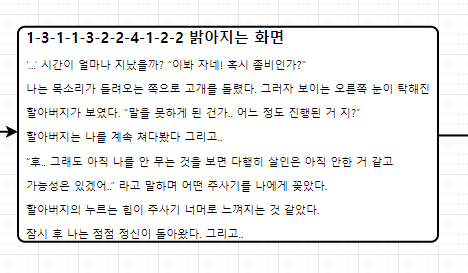 1-3-1-1-3-2-2-4-1-2-2 밝아지는 화면
'...' 시간이 얼마나 지났을까? “이봐 자네! 혹시 좀비인가?”
나는 목소리가 들려오는 쪽으로 고개를 돌렸다. 그러자 보이는 오른쪽 눈이 탁해진
할아버지가 보였다. “말을 못하게 된 건가.. 어느 정도 진행된 거 지?”
할아버지는 나를 계속 쳐다봤다 그리고..
“후.. 그래도 아직 나를 안 무는 것을 보면 다행히 살인은 아직 안한 거 같고
가능성은 있겠어..” 라고 말하며 어떤 주사기를 나에게 꽂았다.
할아버지의 누르는 힘이 주사기 너머로 느껴지는 것 같았다.
잠시 후 나는 점점 정신이 돌아왔다. 그리고..